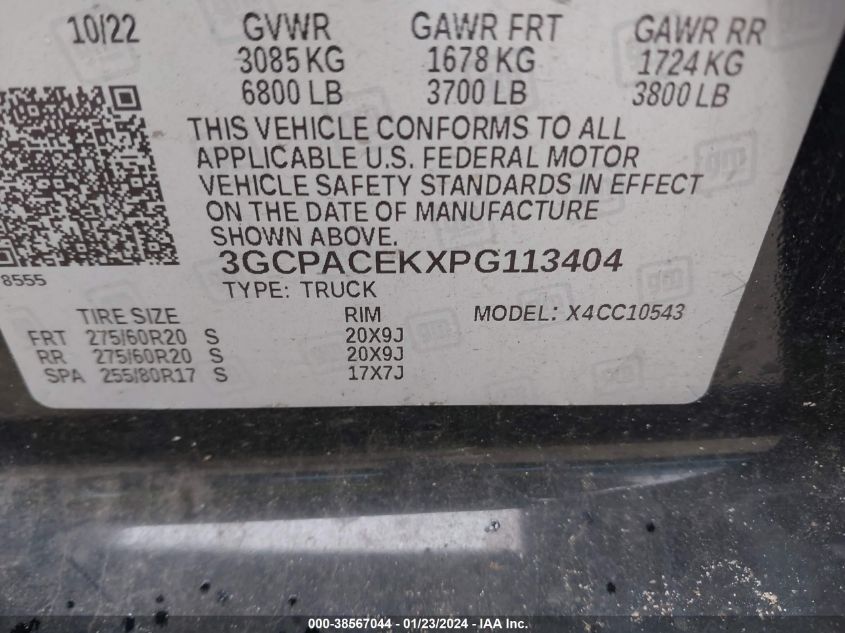 10/22 GVWR GAWR FRT GAWR RR
3085 KG 1678 KG 1724 KG
6800 LB 3700 LB 3800 LB
THIS VEHICLE CONFORMS TO ALL
APPLICABLE U.S. FEDERAL MOTOR
VEHICLE SAFETY STANDARDS IN EFFECT
ON THE DATE OF MANUFACTURE
SHOWN ABOVE.
3GCPACEKXPG113404
8555
TYPE: TRUCK
TIRE SIZE RIM MODEL: X4CC10543
FRT 275/60R20 S 20X9J
RR 275/60R20 S 20X9J
SPA 255/80R17 S 17X7J
000-38567044 / 01/23/2024 - IAA Inc.